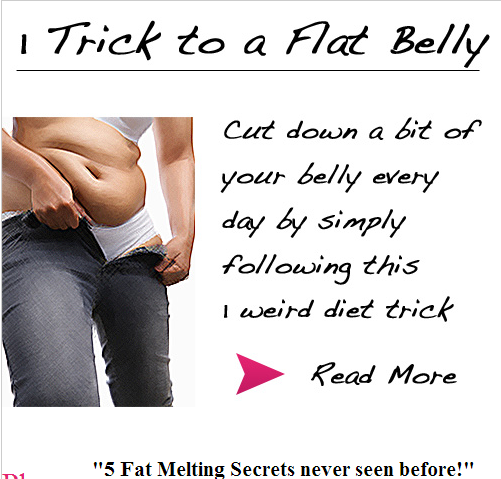 1 Trick to a Flat Belly
Cut down a bit of
your belly every
day by simply
following this
1 weird diet trick
Read More
"5 Fat Melting Secrets never seen before!"